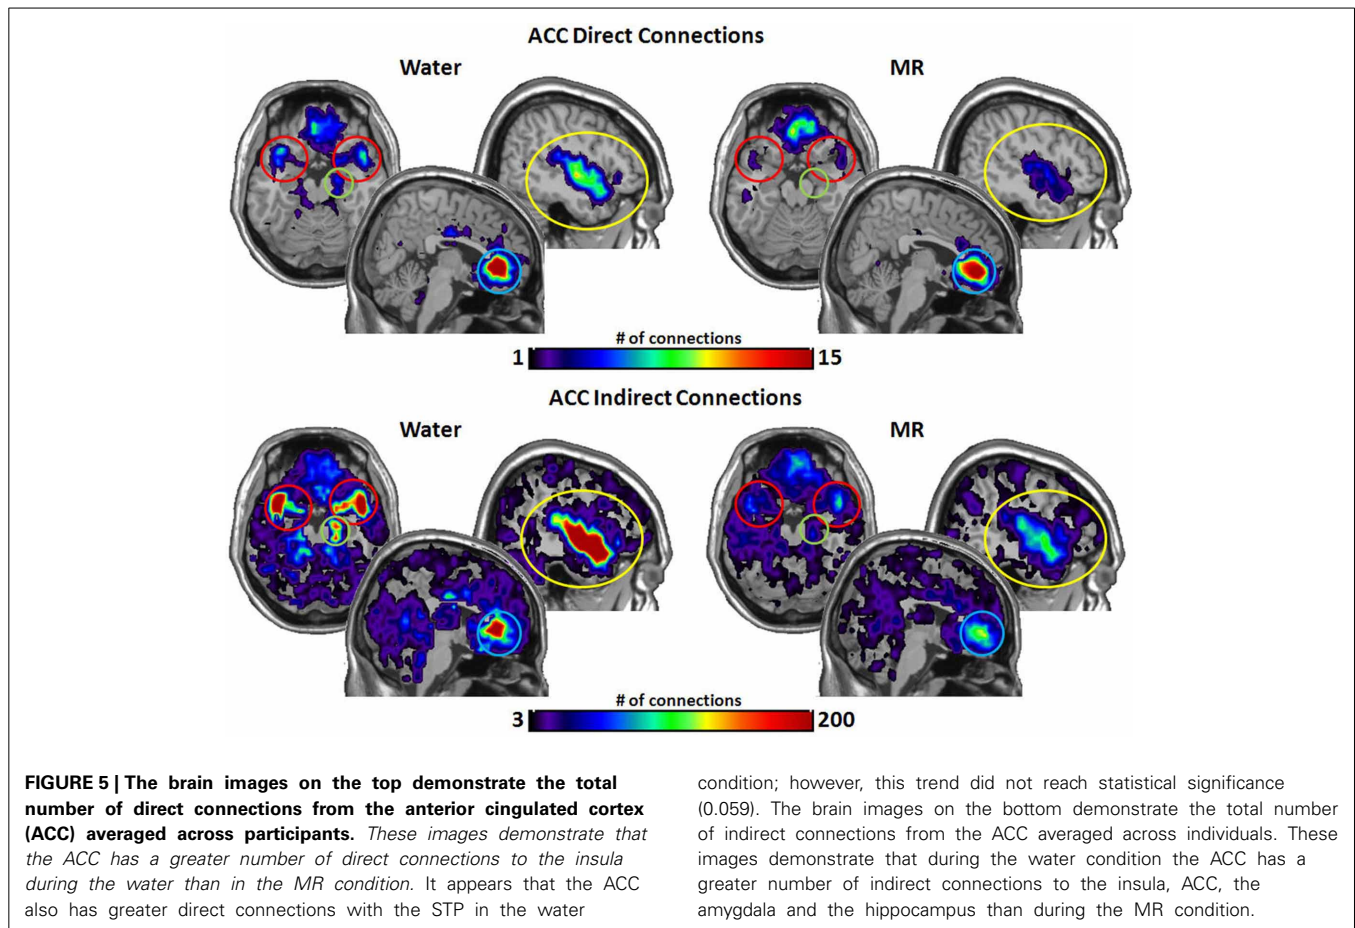 ACC Direct Connections
Water
MR
# of connections
1
15
ACC Indirect Connections
Water
MR
# of connections
3
200
FIGURE 5 | The brain images on the top demonstrate the total
number of direct connections from the anterior cingulated cortex
(ACC) averaged across participants. These images demonstrate that
the ACC has a greater number of direct connections to the insula
during the water than in the MR condition. It appears that the ACC
also has greater direct connections with the STP in the water
condition; however, this trend did not reach statistical significance
(0.059). The brain images on the bottom demonstrate the total number
of indirect connections from the ACC averaged across individuals. These
images demonstrate that during the water condition the ACC has a
greater number of indirect connections to the insula, ACC, the
amygdala and the hippocampus than during the MR condition.